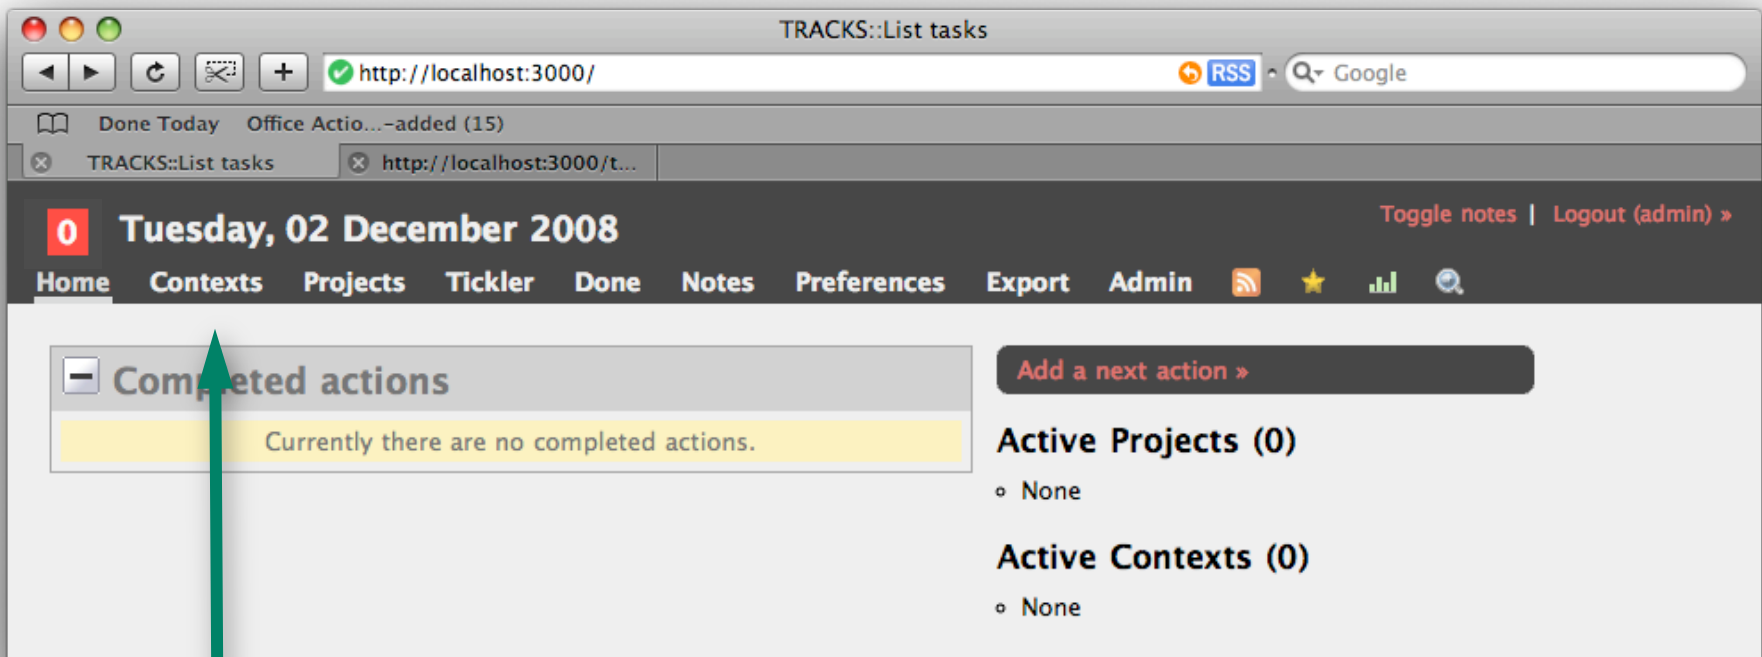 TRACKS::List tasks
http://localhost:3000/ RSS Google
Done Today Office Actio...-added (15)
TRACKS::List tasks http://localhost:3000/t...
0 Tuesday, 02 December 2008 Toggle notes | Logout (admin) »
Home Contexts Projects Tickler Done Notes Preferences Export Admin
Completed actions
Currently there are no completed actions.
Add a next action »
Active Projects (0)
None
Active Contexts (0)
None